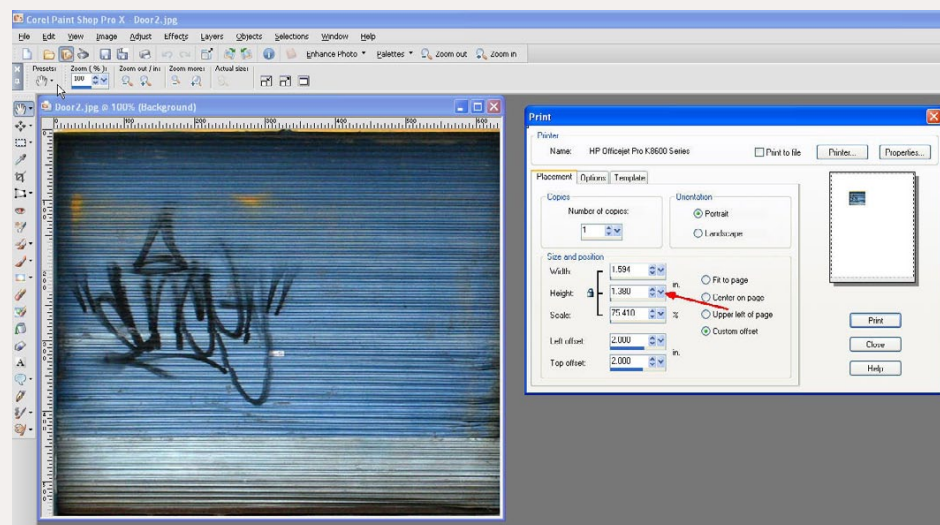 Corel Paint Shop Pro X Door2.jpg
File Edit View Image Adjust Effects Layers Objects Selections Window Help
Enhance Photo Palettes Zoom out Zoom in
Presets: Zoom (%): Zoom out / in: Zoom more: Actual size:
100
Door2.jpg @ 100% (Background)
Print
Printer
Name: HP Officejet Pro K8600 Series Print to file Printer... Properties...
Placement Options Template
Copies
Number of copies:
1
Orientation
Portrait
Landscape
Size and position
Width: 1.594
Height: 1.380 in.
Scale: 75.410 %
Fit to page
Center on page
Upper left of page
Custom offset
Left offset: 2.000
Top offset: 2.000 in.
Print
Close
Help